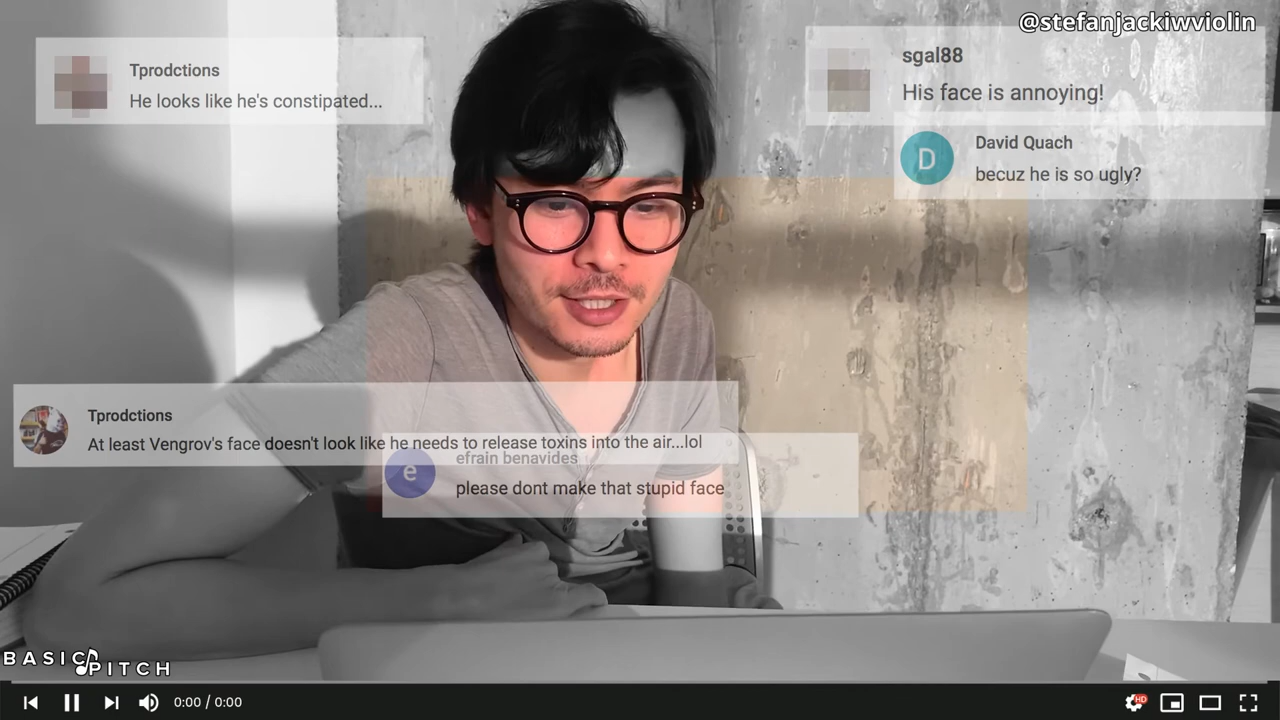 @stefanjackiwviolin
Tprodctions
He looks like he's constipated...
sgal88
His face is annoying!
D
David Quach
becuz he is so ugly?
Tprodctions
At least Vengrov's face doesn't look like he needs to release toxins into the air...lol
e
efrain benavides
please dont make that stupid face
BASIC
PITCH
0:00 / 0:00
HD